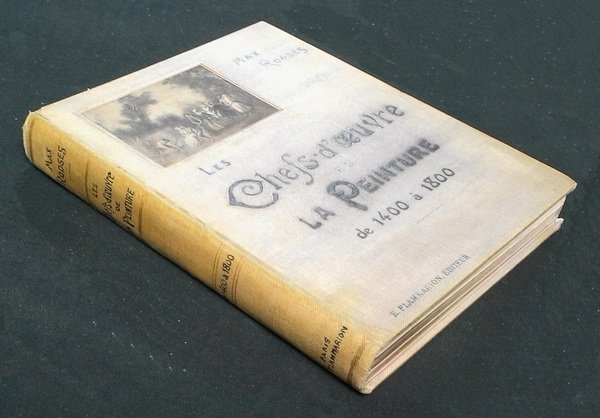 MAX
ROOSES
LES
Chefs-d'œuvre
DE
LA PEINTURE
de 1400 à 1800
E. FLAMMARION, ÉDITEUR
MAX
ROOSES
LES
Chefs-d'œuvre
DE
LA PEINTURE
1400 à 1800
PARIS
FLAMMARION